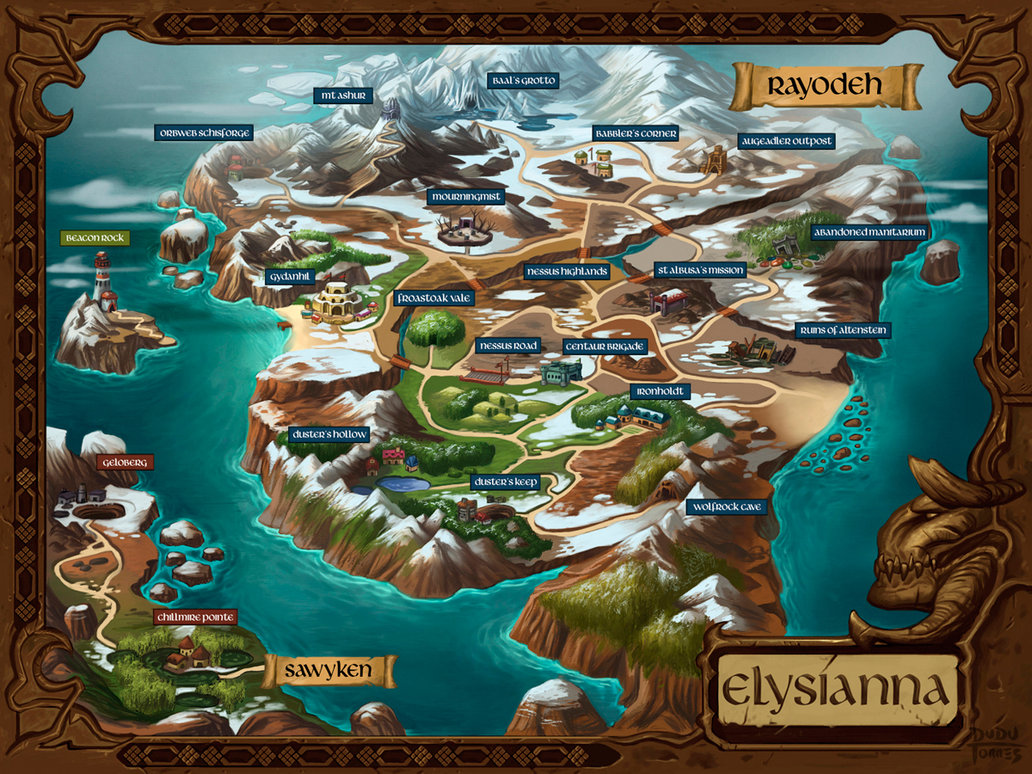 BAAL'S GROTTO
RAYODEH
MT ASHUR
ORBWEB SCHISFORGE
BABBLER'S CORNER
AUGEADLER OUTPOST
MOURNINGMIST
BEACON ROCK
ABANDONED MANITARIUM
GYDANHIL
NESSUS HIGHLANDS
ST ALBUSA'S MISSION
FROASTOAK VALE
RUINS OF ALTENSTEIN
NESSUS ROAD
CENTAUR BRIGADE
IRONHOLDT
DUSTER'S HOLLOW
GELOBERG
DUSTER'S KEEP
WOLFROCK CAVE
CHILLMIRE POINTE
SAWYKEN
ELYSIANNA
DUDU
TORRES